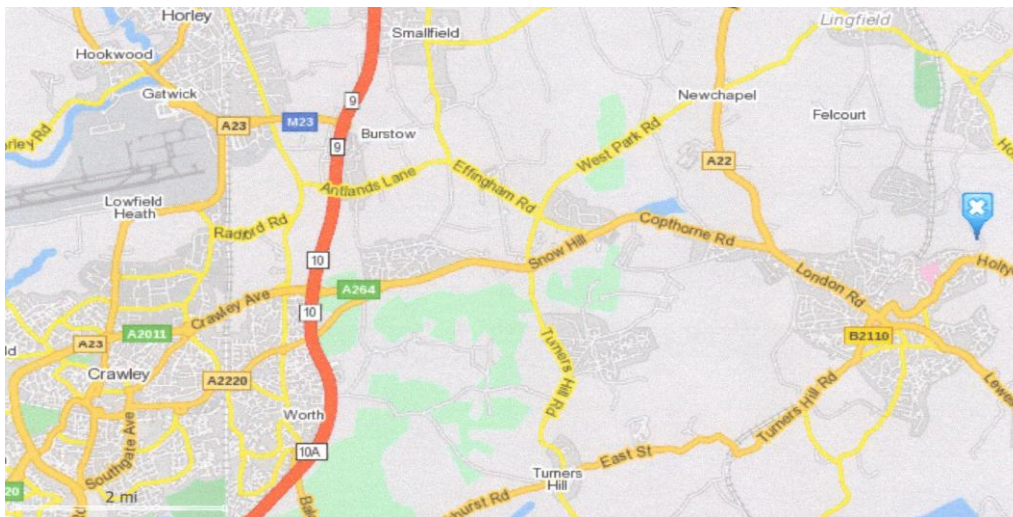 Horley
Lingfield
Smallfield
Hookwood
Gatwick
9
Newchapel
Felcourt
A23
M23
Burstow
West Park Rd
9
A22
Antlands Lane
Effingham Rd
Lowfield
Heath
Radford Rd
Copthorne Rd
Snow Hill
10
A264
London Rd
Crawley Ave
10
A2011
A23
B2110
Crawley
A2220
Turners Hill Rd
Turners Hill Rd
Worth
East St
10A
Southgate Ave
Turners
Hill
2 mi